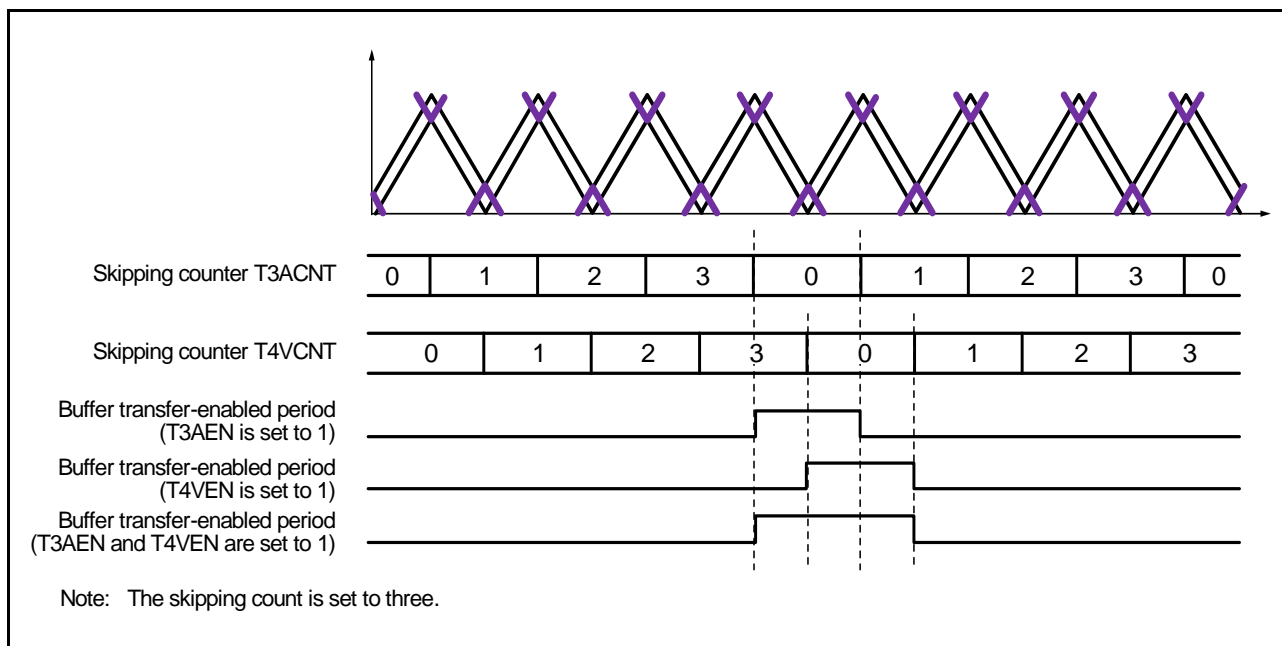 Skipping counter T3ACNT
0 1 2 3 0 1 2 3 0
Skipping counter T4VCNT
0 1 2 3 0 1 2 3
Buffer transfer-enabled period
(T3AEN is set to 1)
Buffer transfer-enabled period
(T4VEN is set to 1)
Buffer transfer-enabled period
(T3AEN and T4VEN are set to 1)
Note: The skipping count is set to three.